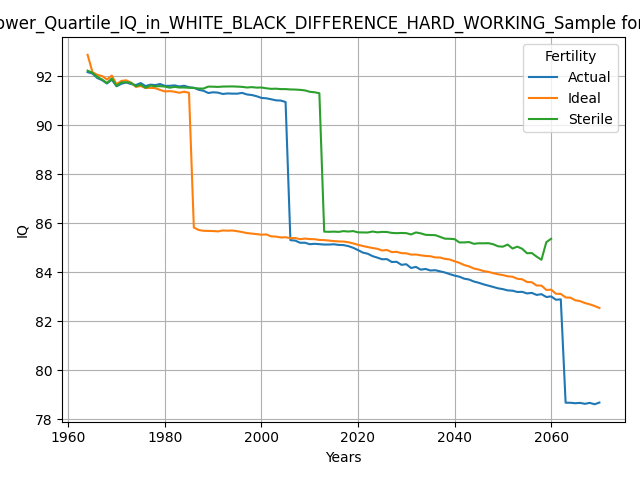 ower_Quartile_IQ_in_WHITE_BLACK_DIFFERENCE_HARD_WORKING_Sample for
Fertility
Actual
Ideal
Sterile
IQ
92
90
88
86
84
82
80
78
1960
1980
2000
2020
2040
2060
Years